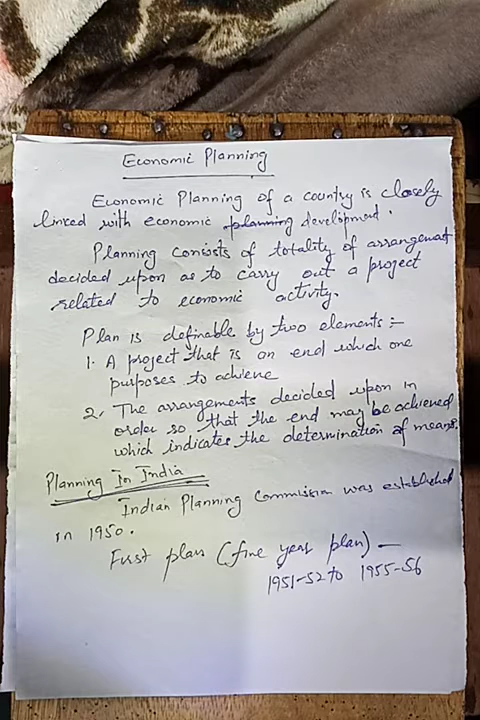 Economic Planning
Economic Planning of a country is closely
linked with economic planning development.
Planning consists of totality of arrangement
decided upon as to carry out a project
related to economic activity.
Plan is definable by two elements :-
1. A project that is an end which one
purposes to achieve
2. The arrangements decided upon in
order so that the end may be achieved
which indicates the determination of means.
Planning In India
Indian Planning Commission was established
in 1950.
First plan (five year plan) —
1951-52 to 1955-56